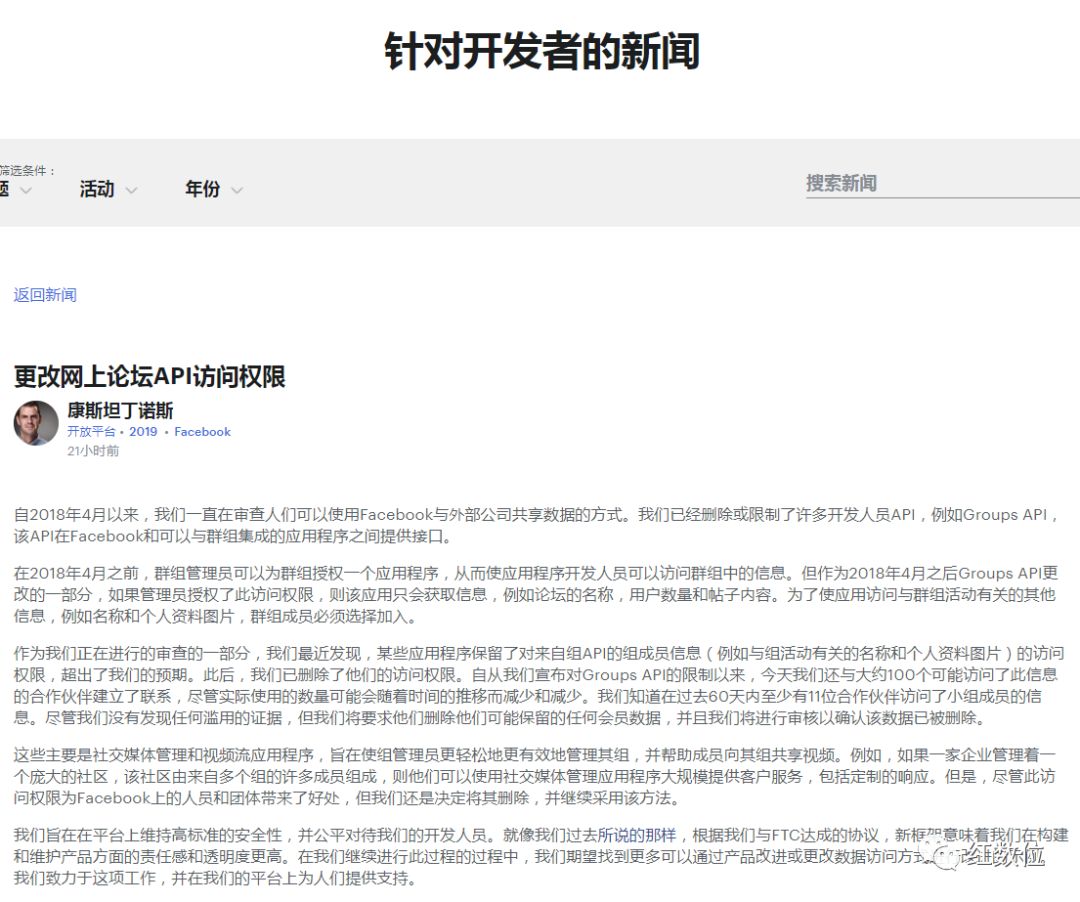 针对开发者的新闻
筛选条件：
题
活动
年份
搜索新闻
返回新闻
更改网上论坛API访问权限
康斯坦丁诺斯
开放平台 • 2019 • Facebook
21小时前
自2018年4月以来，我们一直在审查人们可以使用Facebook与外部公司共享数据的方式。我们已经删除或限制了许多开发人员API，例如Groups API，
该API在Facebook和可以与群组集成的应用程序之间提供接口。
在2018年4月之前，群组管理员可以为群组授权一个应用程序，从而使应用程序开发人员可以访问群组中的信息。但作为2018年4月之后Groups API更
改的一部分，如果管理员授权了此访问权限，则该应用只会获取信息，例如论坛的名称，用户数量和帖子内容。为了使应用访问与群组活动有关的其他
信息，例如名称和个人资料图片，群组成员必须选择加入。
作为我们正在进行的审查的一部分，我们最近发现，某些应用程序保留了对来自组API的组成员信息（例如与组活动有关的名称和个人资料图片）的访问
权限，超出了我们的预期。此后，我们已删除了他们的访问权限。自从我们宣布对Groups API的限制以来，今天我们还与大约100个可能访问了此信息
的合作伙伴建立了联系，尽管实际使用的数量可能会随着时间的推移而减少和减少。我们知道在过去60天内至少有11位合作伙伴访问了小组成员的信
息。尽管我们没有发现任何滥用的证据，但我们将要求他们删除他们可能保留的任何会员数据，并且我们将进行审核以确认该数据已被删除。
这些主要是社交媒体管理和视频流应用程序，旨在使组管理员更轻松地更有效地管理其组，并帮助成员向其组共享视频。例如，如果一家企业管理着一
个庞大的社区，该社区由来自多个组的许多成员组成，则他们可以使用社交媒体管理应用程序大规模提供客户服务，包括定制的响应。但是，尽管此访
问权限为Facebook上的人员和团体带来了好处，但我们还是决定将其删除，并继续采用该方法。
我们旨在在平台上维持高标准的安全性，并公平对待我们的开发人员。就像我们过去所说的那样，根据我们与FTC达成的协议，新框架意味着我们在构建
和维护产品方面的责任感和透明度更高。在我们继续进行此过程的过程中，我们期望找到更多可以通过产品改进或更改数据访问方式
我们致力于这项工作，并在我们的平台上为人们提供支持。
红数位